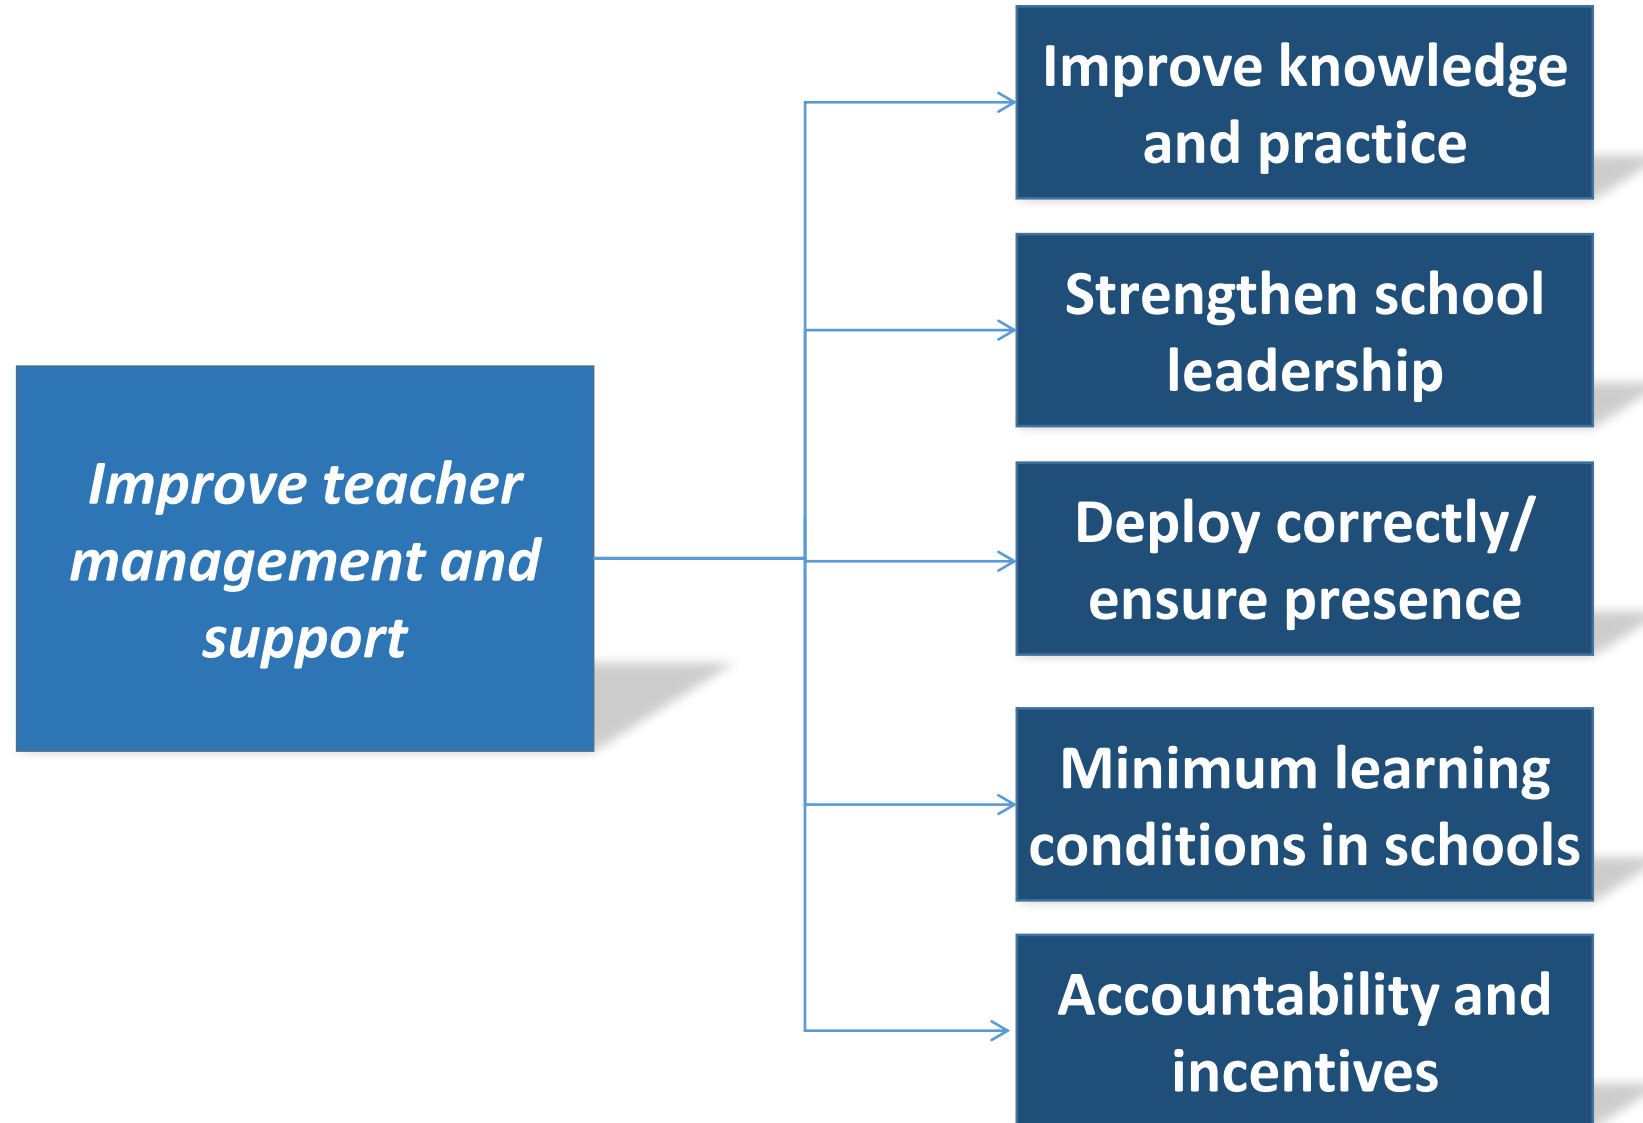 Improve teacher
management and
support
Improve knowledge
and practice
Strengthen school
leadership
Deploy correctly/
ensure presence
Minimum learning
conditions in schools
Accountability and
incentives